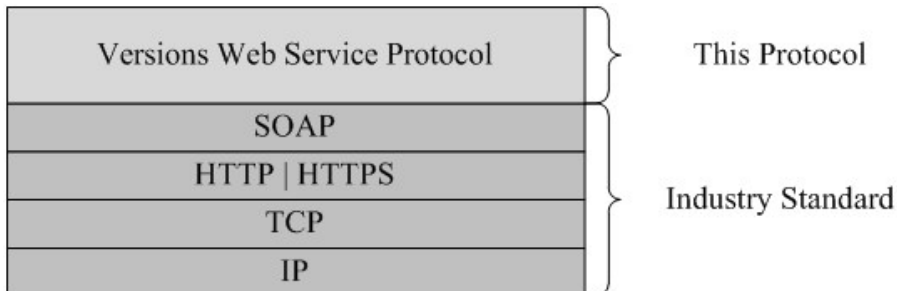 Versions Web Service Protocol
This Protocol
SOAP
HTTP | HTTPS
TCP
IP
Industry Standard